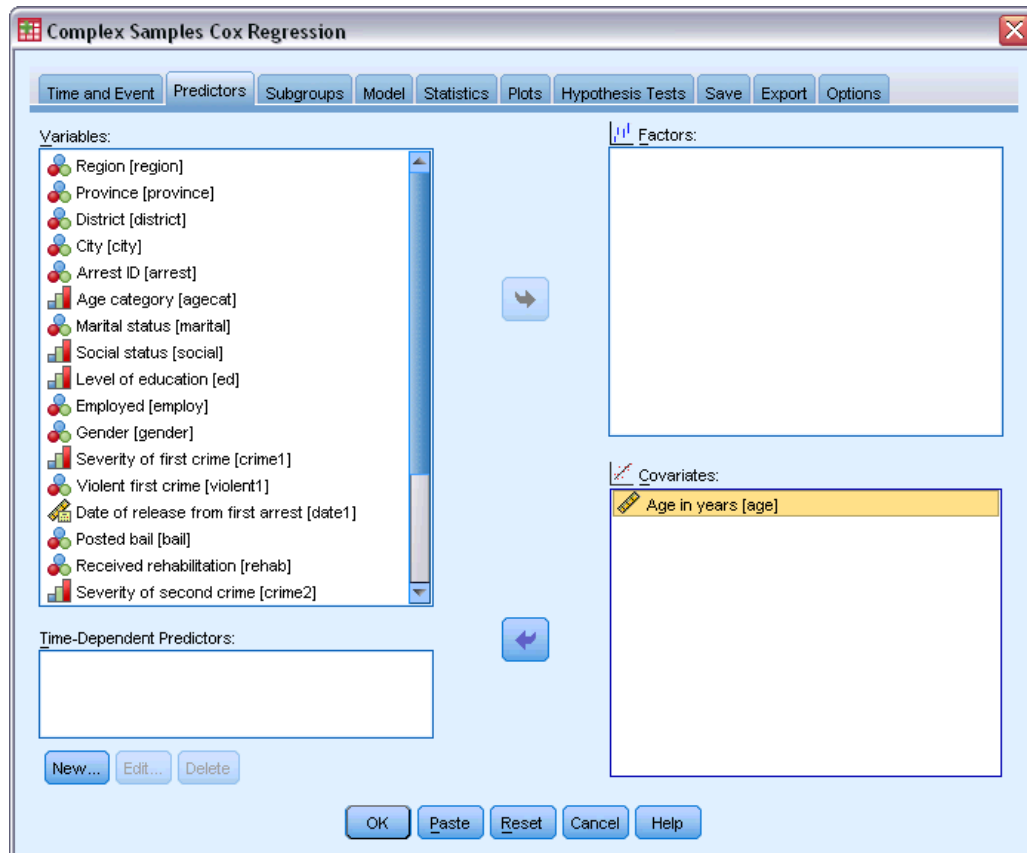 Complex Samples Cox Regression
Time and Event
Predictors
Subgroups
Model
Statistics
Plots
Hypothesis Tests
Save
Export
Options
Variables:
Region [region]
Province [province]
District [district]
City [city]
Arrest ID [arrest]
Age category [agecat]
Marital status [marital]
Social status [social]
Level of education [ed]
Employed [employ]
Gender [gender]
Severity of first crime [crime1]
Violent first crime [violent1]
Date of release from first arrest [date1]
Posted bail [bail]
Received rehabilitation [rehab]
Severity of second crime [crime2]
Time-Dependent Predictors:
New...
Edit...
Delete
Factors:
Covariates:
Age in years [age]
OK
Paste
Reset
Cancel
Help